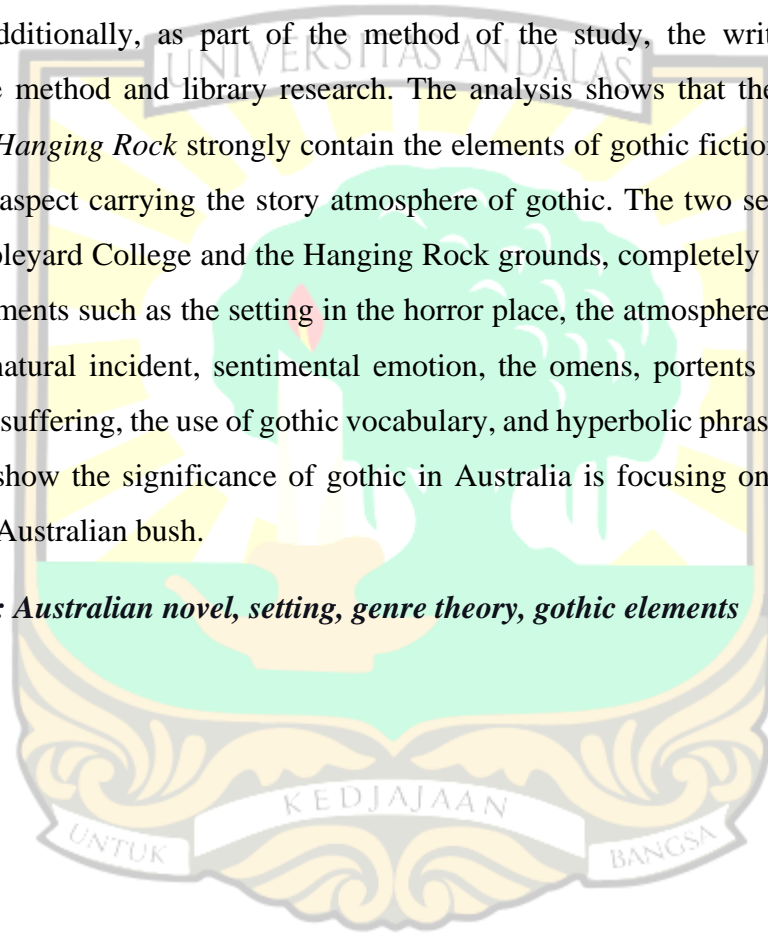 dditionally, as part of the method of the study, the writ
UNIVERSITAS ANDALAS
e method and library research. The analysis shows that the
Hanging Rock strongly contain the elements of gothic fiction
aspect carrying the story atmosphere of gothic. The two se
pleyard College and the Hanging Rock grounds, completely
ments such as the setting in the horror place, the atmosphere
natural incident, sentimental emotion, the omens, portents
suffering, the use of gothic vocabulary, and hyperbolic phras
show the significance of gothic in Australia is focusing on
Australian bush.
: Australian novel, setting, genre theory, gothic elements
KEDJAJAAN
UNTUK BANGSA